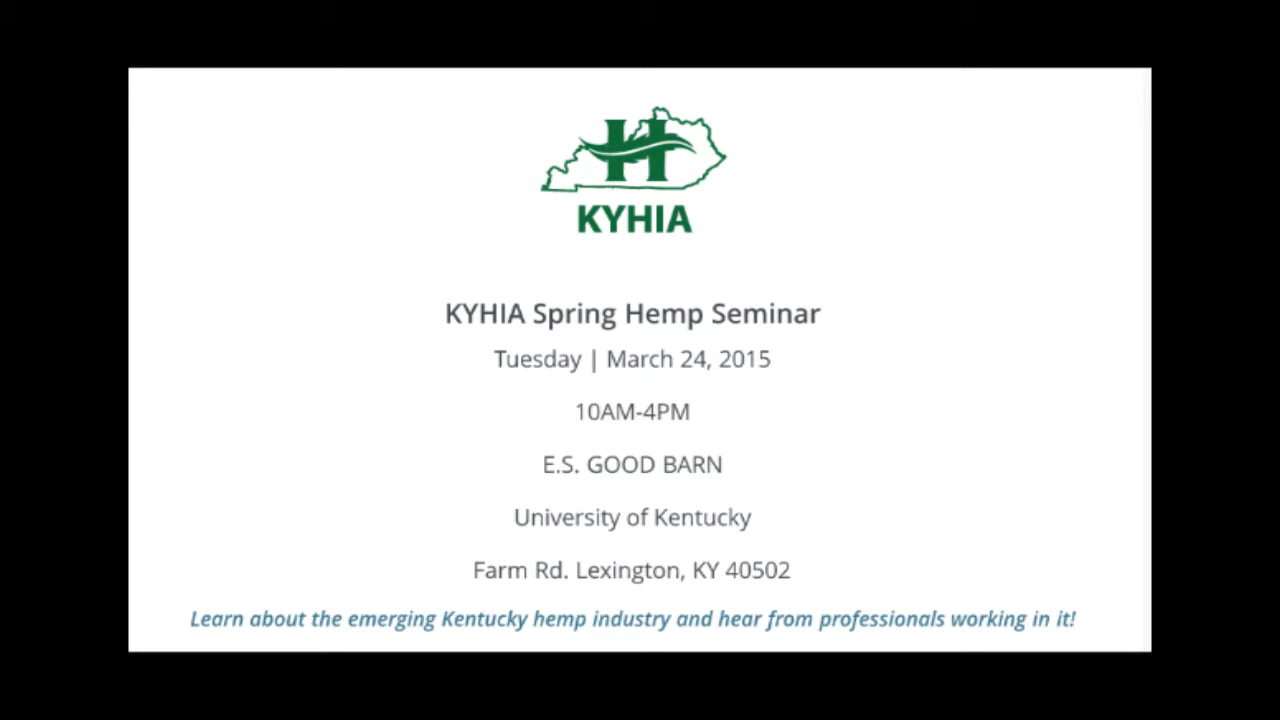 H
KYHIA
KYHIA Spring Hemp Seminar
Tuesday | March 24, 2015
10AM-4PM
E.S. GOOD BARN
University of Kentucky
Farm Rd. Lexington, KY 40502
Learn about the emerging Kentucky hemp industry and hear from professionals working in it!